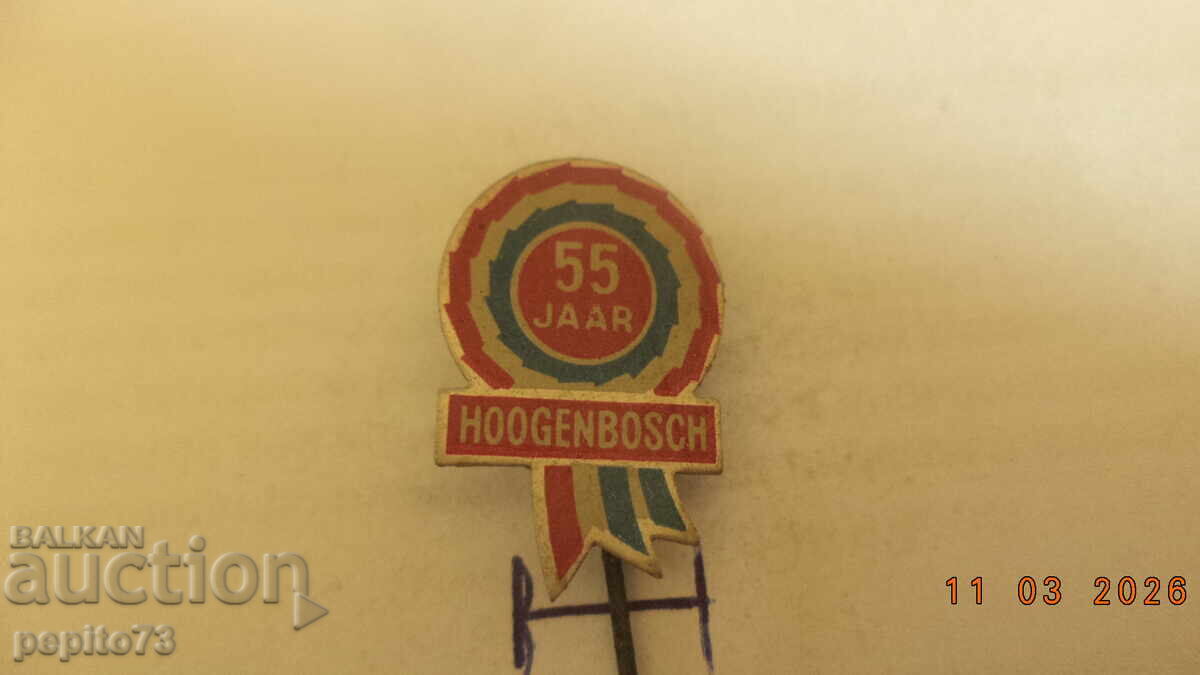 55
JAAR
HOOGENBOSCH
BALKAN
auction
pepito73
11 03 2026